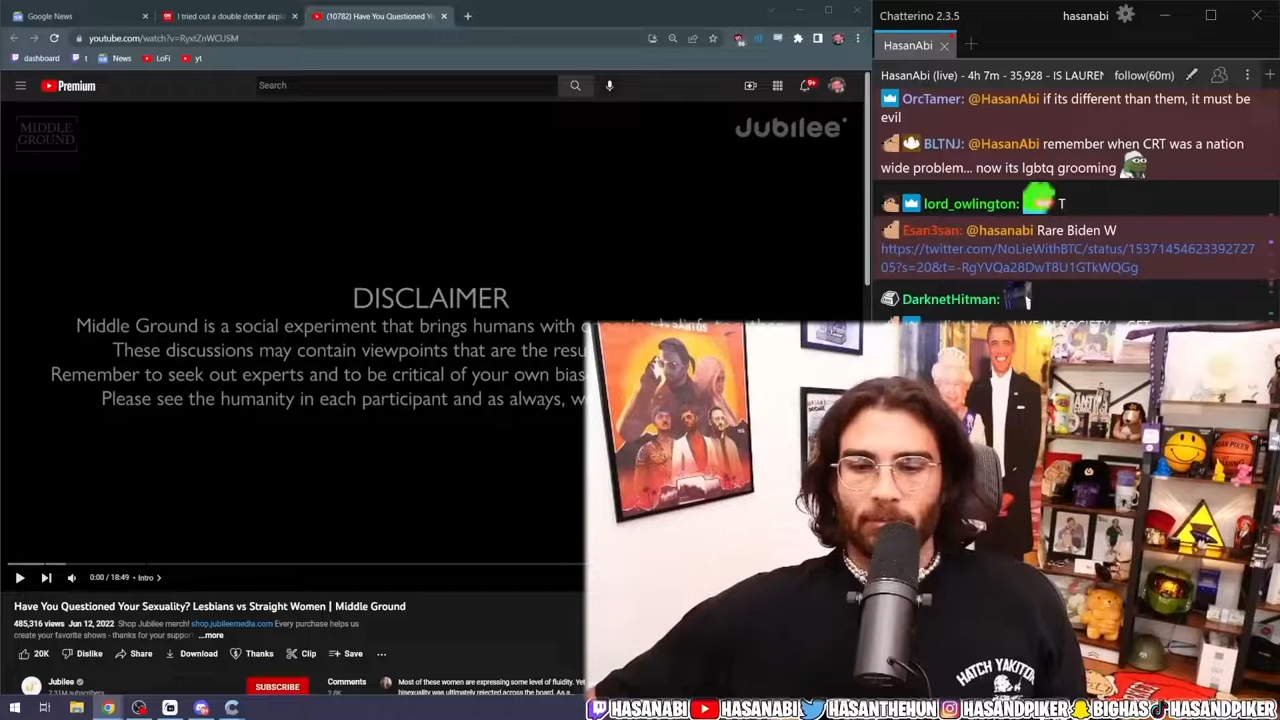 Google News
I tried out a double decker airpl
(10782) Have You Questioned Yo
youtube.com/watch?v=RyxtZnWCUSM
dashboard
t
News
LoFi
yt
Premium
Search
9+
MIDDLE
GROUND
Jubilee
DISCLAIMER
Middle Ground is a social experiment that brings humans with
These discussions may contain viewpoints that are the resu
Remember to seek out experts and to be critical of your own bias
Please see the humanity in each participant and as always, w
0:00 / 18:49 • Intro
Have You Questioned Your Sexuality? Lesbians vs Straight Women | Middle Ground
485,316 views Jun 12, 2022 Shop Jubilee merch! shop.jubileemedia.com Every purchase helps us
create your favorite shows - thanks for your support ...more
20K
Dislike
Share
Download
Thanks
Clip
Save
Jubilee
7.31M subscribers
SUBSCRIBE
Comments
Most of these women are expressing some level of fluidity. Yet
bisexuality was ultimately rejected across the board. As a...
Chatterino 2.3.5
hasanabi
HasanAbi
HasanAbi (live) - 4h 7m - 35,928 - IS LAUREN
follow(60m)
OrcTamer: @HasanAbi if its different than them, it must be
evil
BLTNJ: @HasanAbi remember when CRT was a nation
wide problem... now its lgbtq grooming
lord_owlington: T
Esan3san: @hasanabi Rare Biden W
https://twitter.com/NoLieWithBTC/status/15371454623392727
05?s=20&t=-RgYVQa28DwT8U1GTkWQGg
DarknetHitman:
HATCH YAKITORI
HASANABI
HASANABI
HASANTHEHUN
HASANDPIKER
BIGHAS
HASANDPIKER